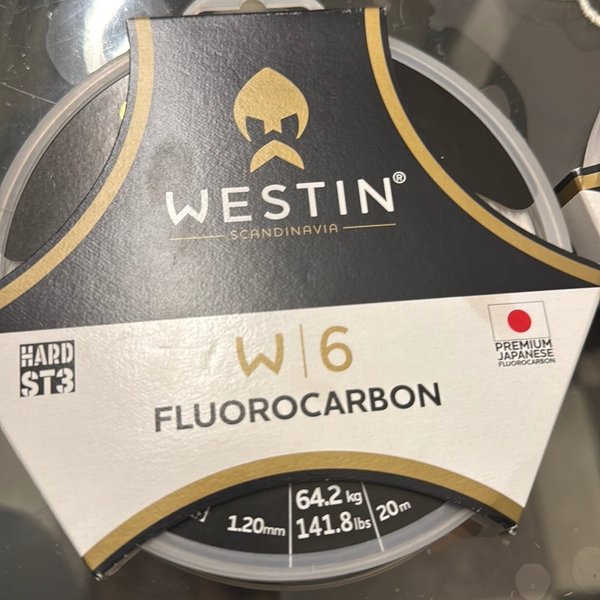 WESTIN®
SCANDINAVIA
HARD
ST3
W|6
PREMIUM
JAPANESE
FLUOROCARBON
FLUOROCARBON
1.20mm
64.2 kg
141.8lbs
20m